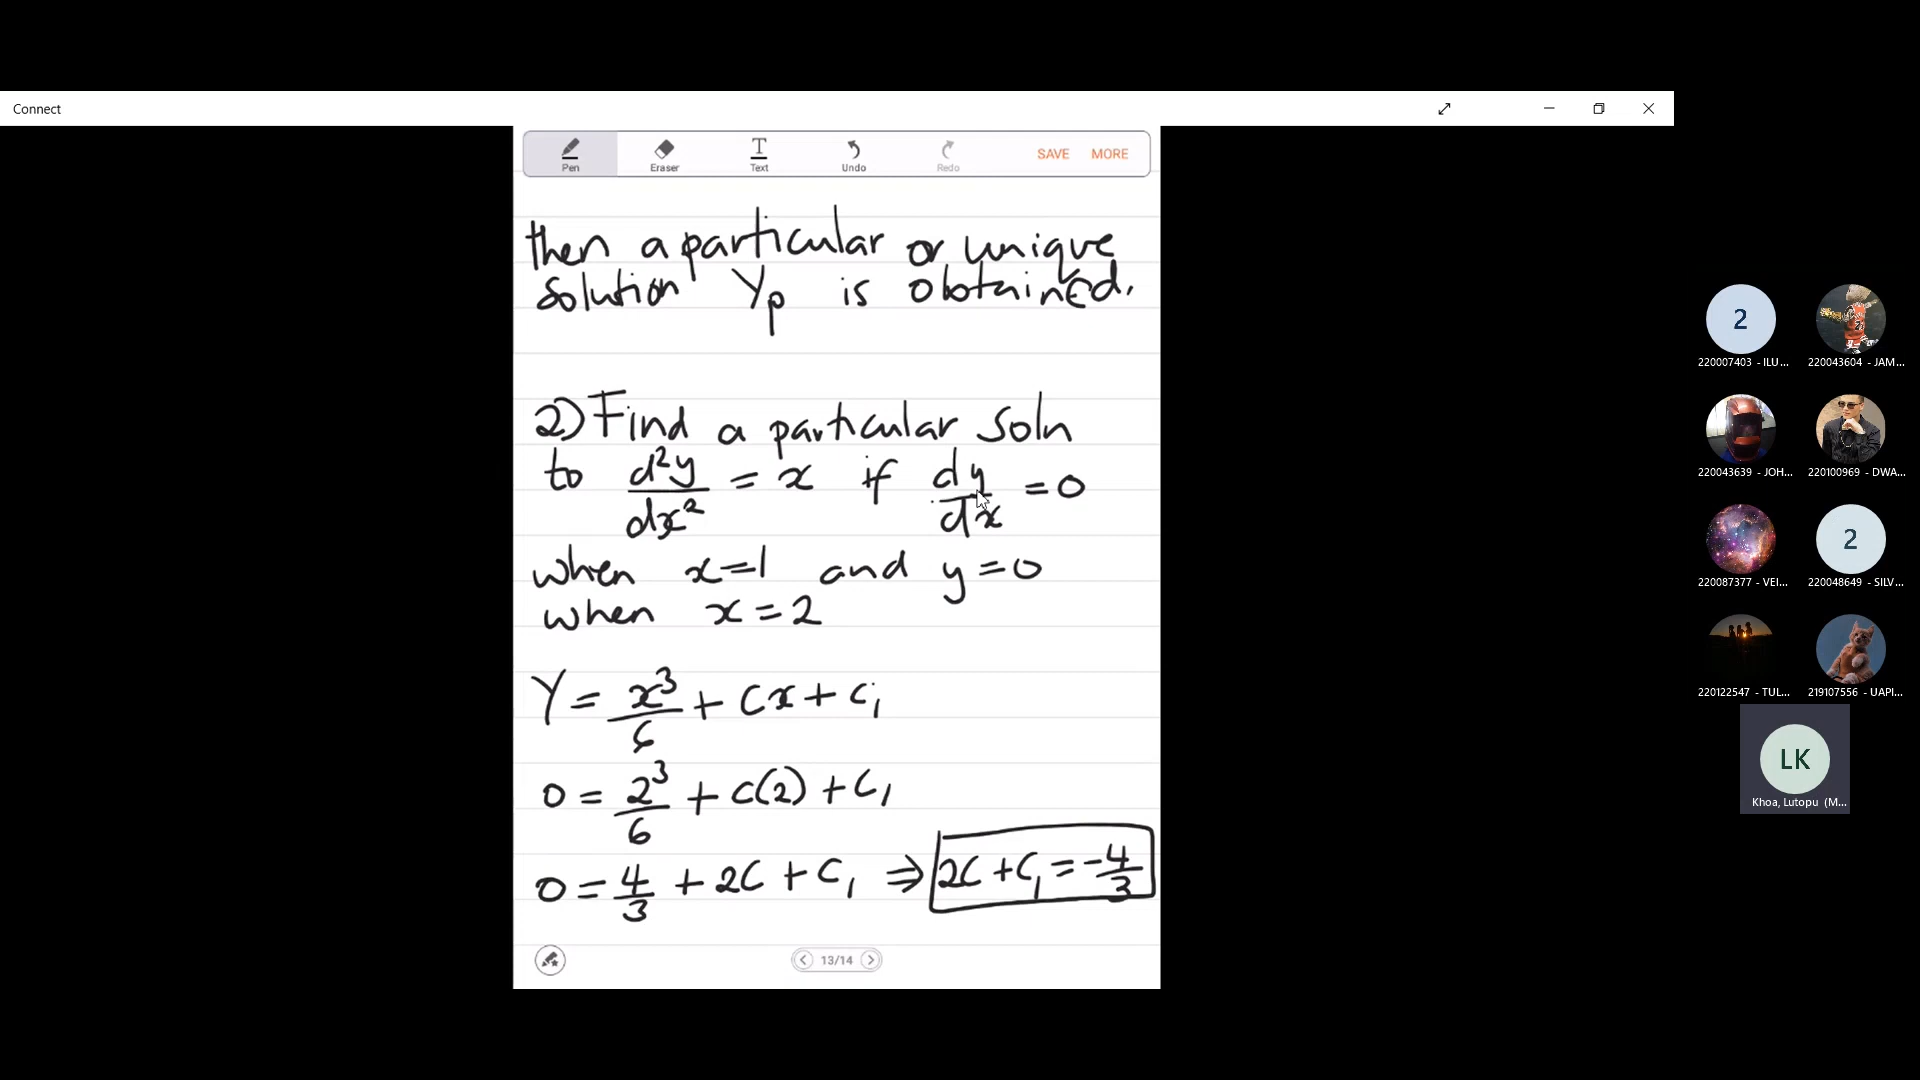 Connect
Pen Eraser Text Undo Redo SAVE MORE
then a particular or unique
solution Yp is obtained.
2) Find a particular soln
to d²y/dx² = x if dy/dx = 0
when x=1 and y=0
when x=2
Y = x³/6 + Cx + C₁
0 = 2³/6 + C(2) + C₁
0 = 4/3 + 2C + C₁ ⇒ 2C + C₁ = -4/3
13/14
2
220007403 - ILU... 220043604 - JAM...
220043639 - JOH... 220100969 - DWA...
2
220087377 - VEI... 220048649 - SILV...
220122547 - TUL... 219107556 - UAPI...
LK
Khoa, Lutopu (M...